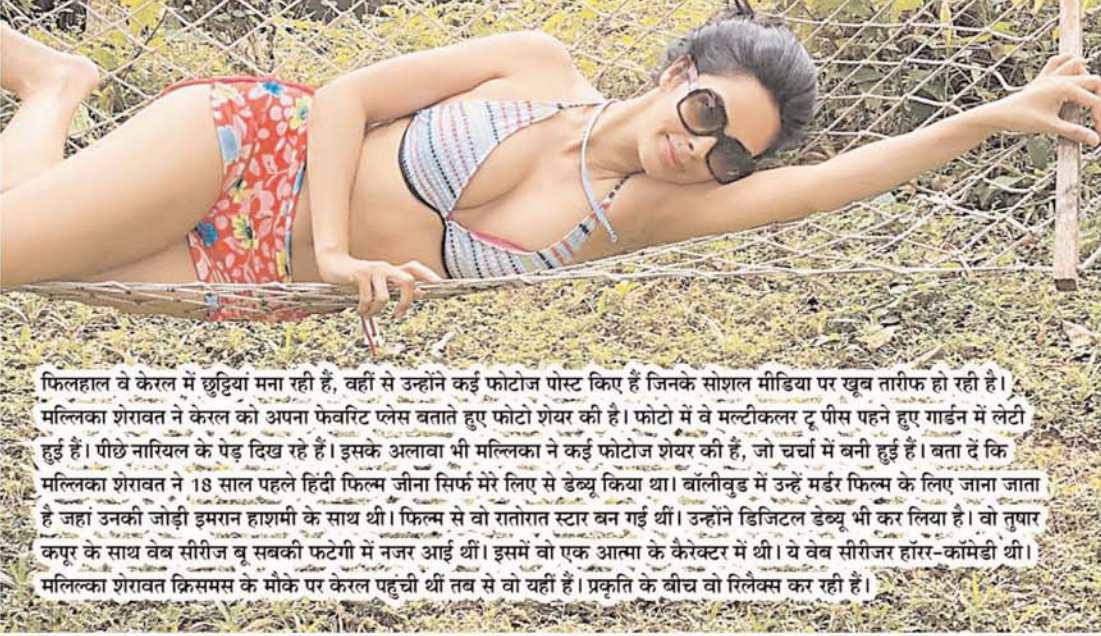 फिलहाल वे केरल में छुट्टियां मना रही हैं, वहीं से उन्होंने कई फोटोज पोस्ट किए हैं जिनके सोशल मीडिया पर खूब तारीफ हो रही है।
मल्लिका शेरावत ने केरल को अपना फेवरिट प्लेस बताते हुए फोटो शेयर की है। फोटो में वे मल्टीकलर टू पीस पहने हुए गार्डन में लेटी
हुई हैं। पीछे नारियल के पेड़ दिख रहे हैं। इसके अलावा भी मल्लिका ने कई फोटोज शेयर की हैं, जो चर्चा में बनी हुई हैं। बता दें कि
मल्लिका शेरावत ने 18 साल पहले हिंदी फिल्म जीना सिर्फ मेरे लिए से डेब्यू किया था। बॉलीवुड में उन्हें मर्डर फिल्म के लिए जाना जाता
है जहां उनकी जोड़ी इमरान हाशमी के साथ थी। फिल्म से वो रातोरात स्टार बन गई थीं। उन्होंने डिजिटल डेब्यू भी कर लिया है। वो तुषार
कपूर के साथ वेब सीरीज बू सबकी फटेगी में नजर आई थीं। इसमें वो एक आत्मा के कैरेक्टर में थी। ये वेब सीरीजर हॉरर-कॉमेडी थी।
मलिल्का शेरावत क्रिसमस के मौके पर केरल पहुची थीं तब से वो यहीं हैं। प्रकृति के बीच वो रिलैक्स कर रही हैं।